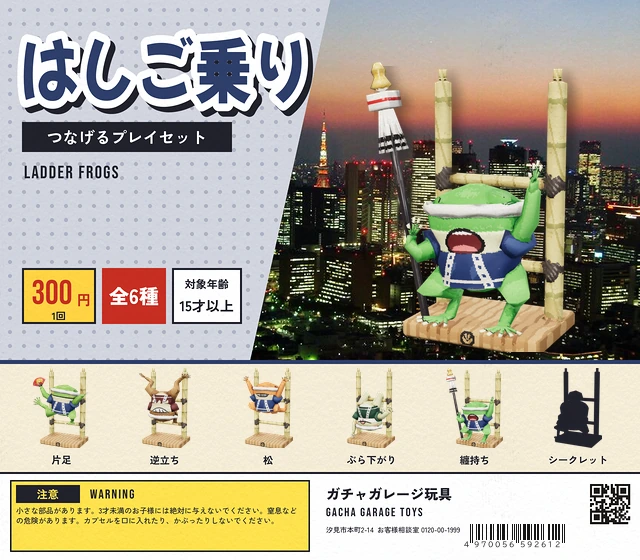 はしご乗り
つなげるプレイセット
LADDER FROGS
300円
1回
全6種
対象年齢
15才以上
片足
逆立ち
松
ぶら下がり
纏持ち
シークレット
注意 WARNING
小さな部品があります。3才未満のお子様には絶対に与えないでください。窒息など
の危険があります。カプセルを口に入れたり、かぶったりしないでください。
ガチャガレージ玩具
GACHA GARAGE TOYS
汐見市本町2-14 お客様相談室 0120-00-1999
4 970056 592612